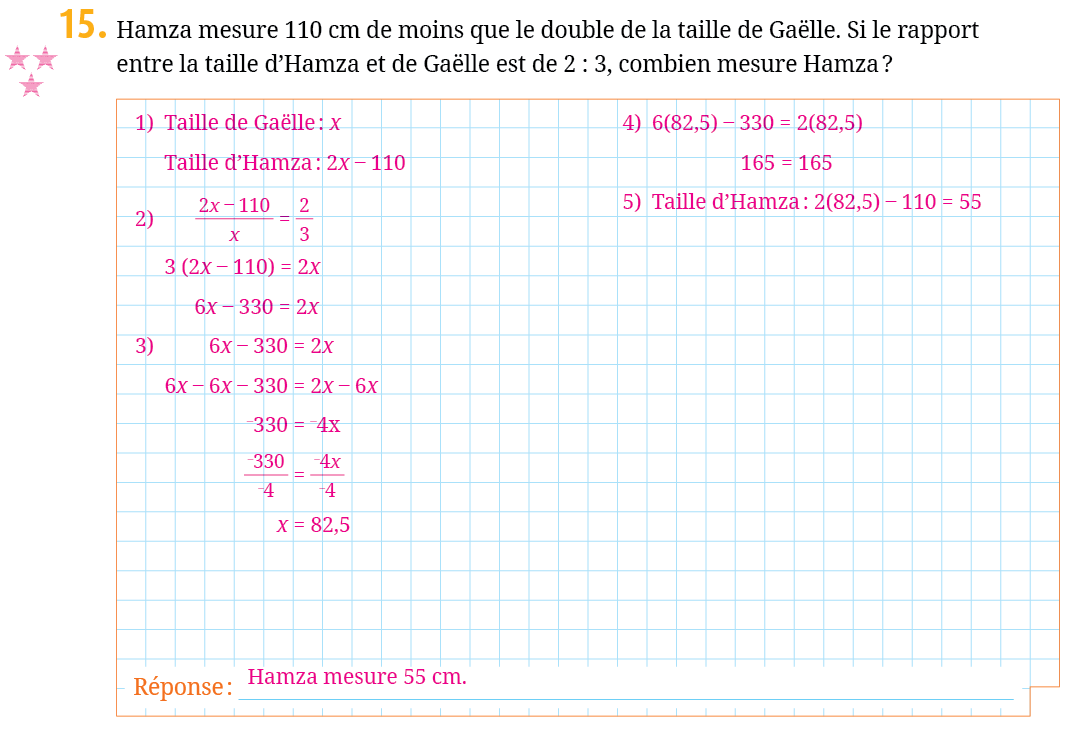 15. Hamza mesure 110 cm de moins que le double de la taille de Gaëlle. Si le rapport
entre la taille d’Hamza et de Gaëlle est de 2 : 3, combien mesure Hamza ?
1) Taille de Gaëlle : x
Taille d’Hamza : 2x – 110
2) (2x – 110)/x = 2/3
3 (2x – 110) = 2x
6x – 330 = 2x
3) 6x – 330 = 2x
6x – 6x – 330 = 2x – 6x
⁻330 = ⁻4x
⁻330/⁻4 = ⁻4x/⁻4
x = 82,5
4) 6(82,5) – 330 = 2(82,5)
165 = 165
5) Taille d’Hamza : 2(82,5) – 110 = 55
Réponse : Hamza mesure 55 cm.